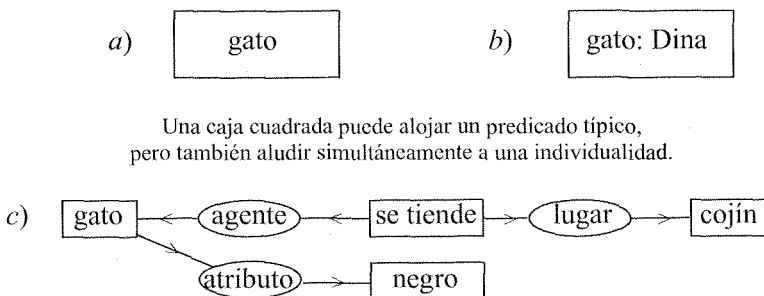 a) gato b) gato: Dina
Una caja cuadrada puede alojar un predicado típico,
pero también aludir simultáneamente a una individualidad.
c) gato agente se tiende lugar cojín
atributo negro